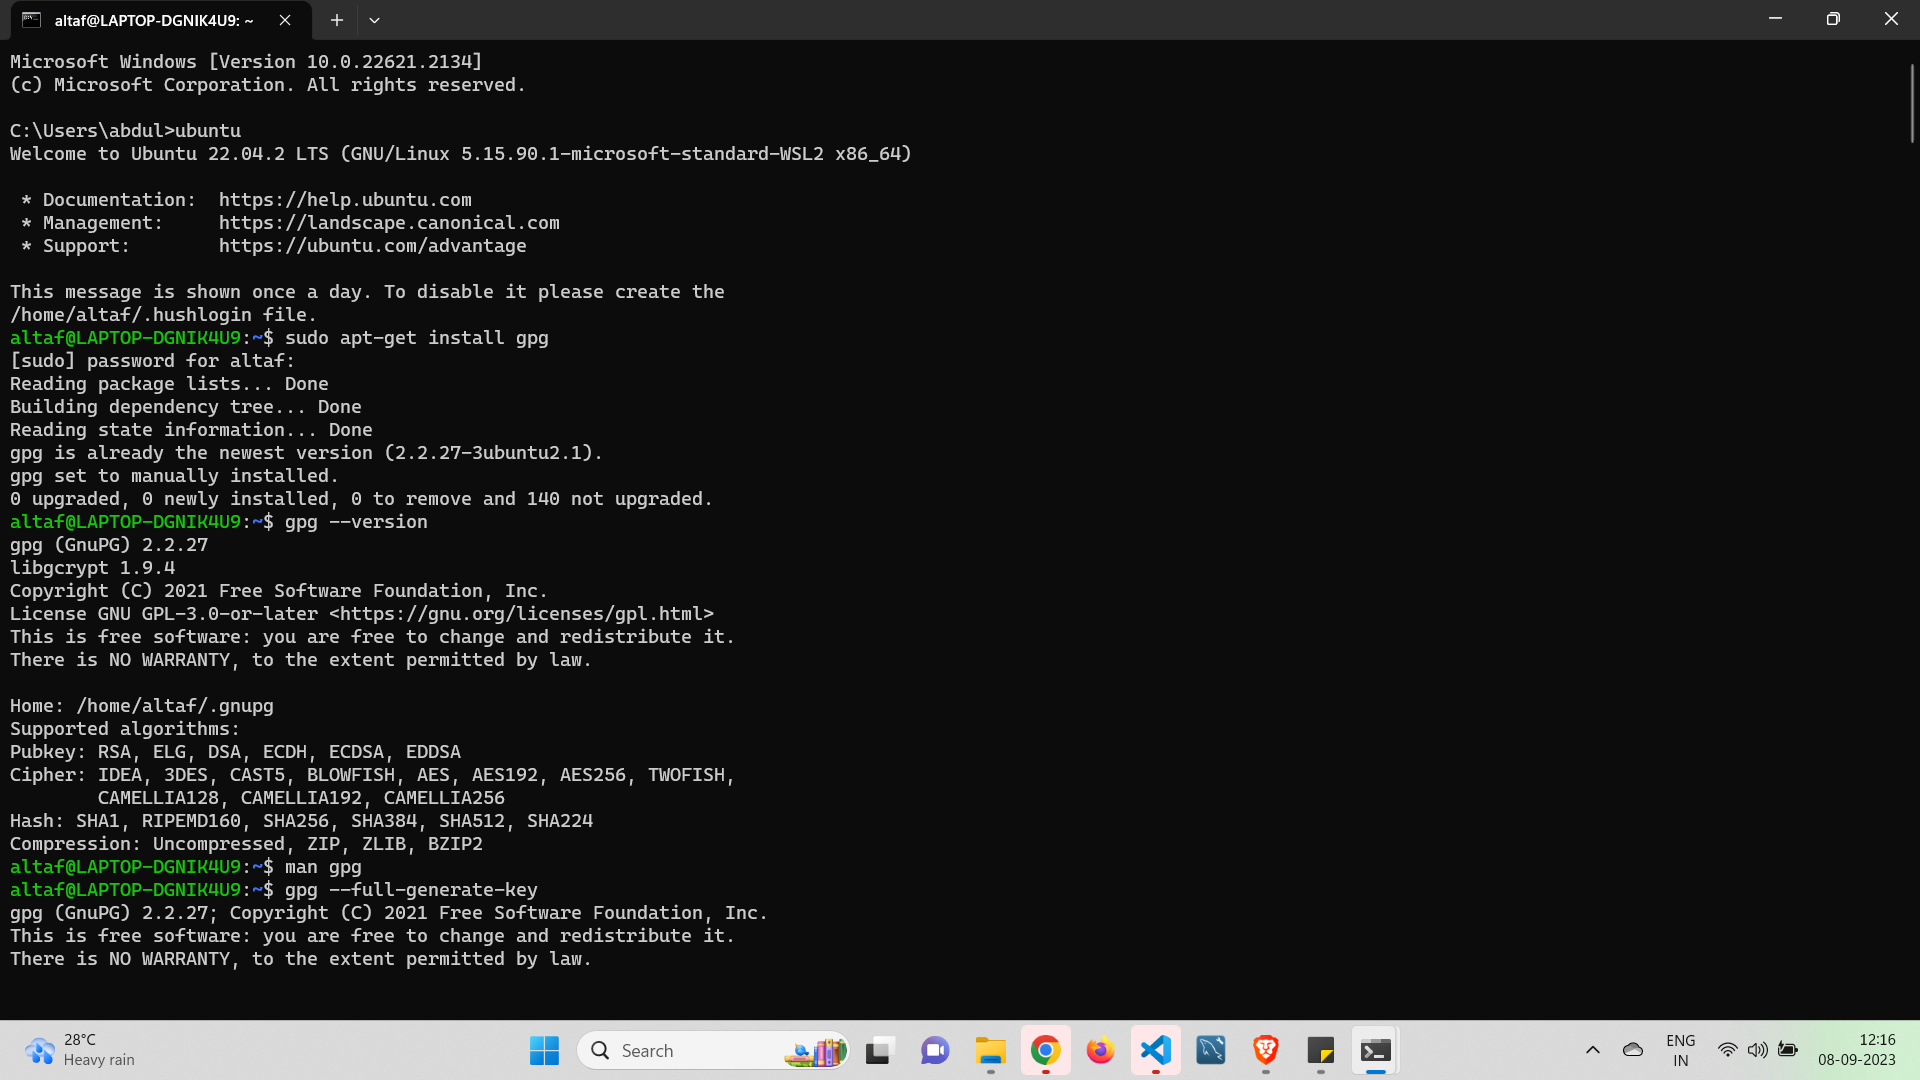 altaf@LAPTOP-DGNIK4U9: ~
Microsoft Windows [Version 10.0.22621.2134]
(c) Microsoft Corporation. All rights reserved.
C:\Users\abdul>ubuntu
Welcome to Ubuntu 22.04.2 LTS (GNU/Linux 5.15.90.1-microsoft-standard-WSL2 x86_64)
* Documentation:  https://help.ubuntu.com
* Management:     https://landscape.canonical.com
* Support:        https://ubuntu.com/advantage
This message is shown once a day. To disable it please create the
/home/altaf/.hushlogin file.
altaf@LAPTOP-DGNIK4U9:~$ sudo apt-get install gpg
[sudo] password for altaf:
Reading package lists... Done
Building dependency tree... Done
Reading state information... Done
gpg is already the newest version (2.2.27-3ubuntu2.1).
gpg set to manually installed.
0 upgraded, 0 newly installed, 0 to remove and 140 not upgraded.
altaf@LAPTOP-DGNIK4U9:~$ gpg --version
gpg (GnuPG) 2.2.27
libgcrypt 1.9.4
Copyright (C) 2021 Free Software Foundation, Inc.
License GNU GPL-3.0-or-later <https://gnu.org/licenses/gpl.html>
This is free software: you are free to change and redistribute it.
There is NO WARRANTY, to the extent permitted by law.
Home: /home/altaf/.gnupg
Supported algorithms:
Pubkey: RSA, ELG, DSA, ECDH, ECDSA, EDDSA
Cipher: IDEA, 3DES, CAST5, BLOWFISH, AES, AES192, AES256, TWOFISH,
        CAMELLIA128, CAMELLIA192, CAMELLIA256
Hash: SHA1, RIPEMD160, SHA256, SHA384, SHA512, SHA224
Compression: Uncompressed, ZIP, ZLIB, BZIP2
altaf@LAPTOP-DGNIK4U9:~$ man gpg
altaf@LAPTOP-DGNIK4U9:~$ gpg --full-generate-key
gpg (GnuPG) 2.2.27; Copyright (C) 2021 Free Software Foundation, Inc.
This is free software: you are free to change and redistribute it.
There is NO WARRANTY, to the extent permitted by law.
28°C
Heavy rain
Search
ENG
IN
12:16
08-09-2023